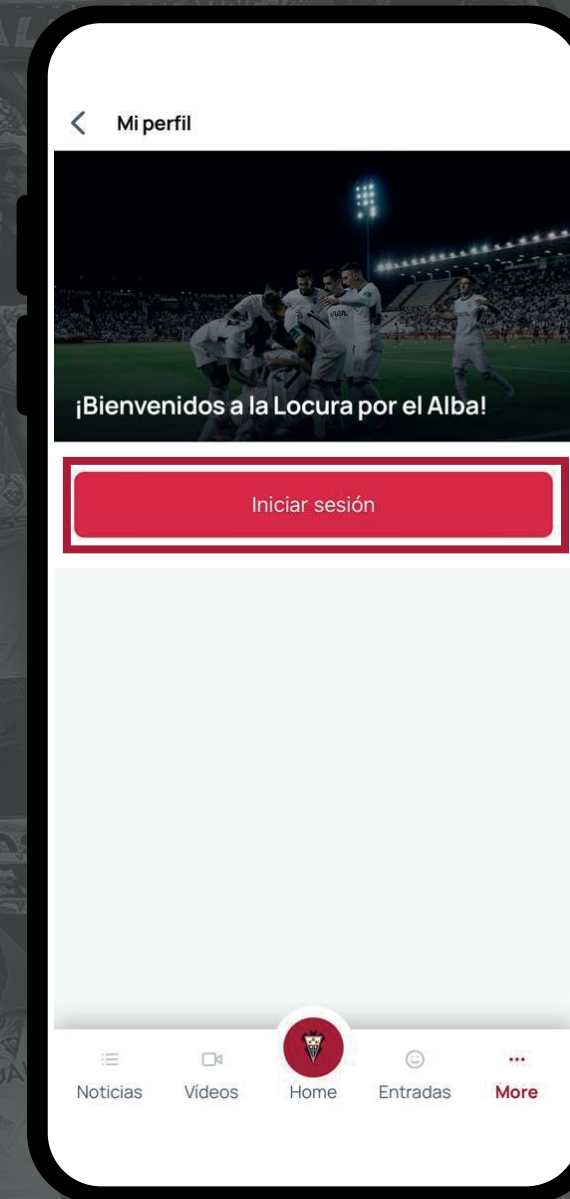 Mi perfil
¡Bienvenidos a la Locura por el Alba!
Iniciar sesión
Noticias Vídeos Home Entradas More